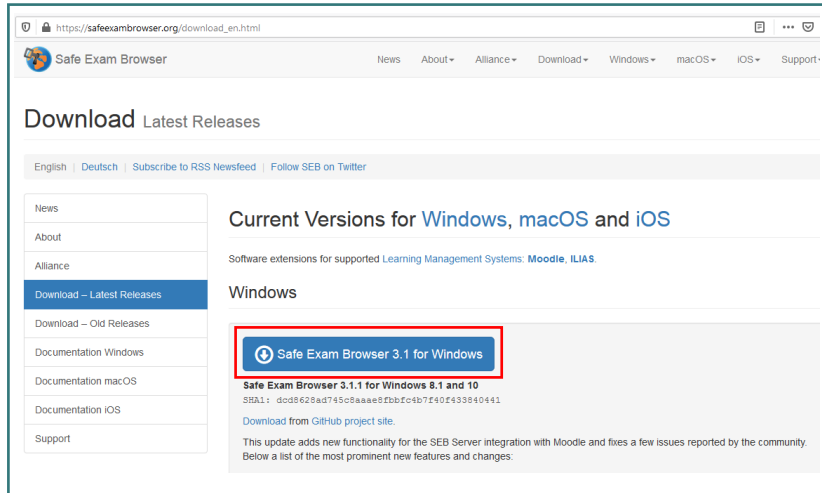 https://safeexambrowser.org/download_en.html
Safe Exam Browser
News About Alliance Download Windows macOS iOS Support
Download Latest Releases
English | Deutsch | Subscribe to RSS Newsfeed | Follow SEB on Twitter
News
About
Alliance
Download – Latest Releases
Download – Old Releases
Documentation Windows
Documentation macOS
Documentation iOS
Support
Current Versions for Windows, macOS and iOS
Software extensions for supported Learning Management Systems: Moodle, ILIAS.
Windows
Safe Exam Browser 3.1 for Windows
Safe Exam Browser 3.1.1 for Windows 8.1 and 10
SHA1: dcd8628ad745c8aaae8fbbfc4b7f40f433840441
Download from GitHub project site.
This update adds new functionality for the SEB Server integration with Moodle and fixes a few issues reported by the community.
Below a list of the most prominent new features and changes: